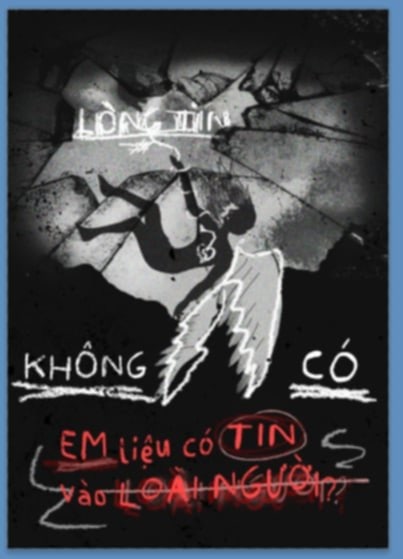 LÒNG TIN
KHÔNG CÓ
EM liệu có TIN
vào LOÀI NGƯỜI??